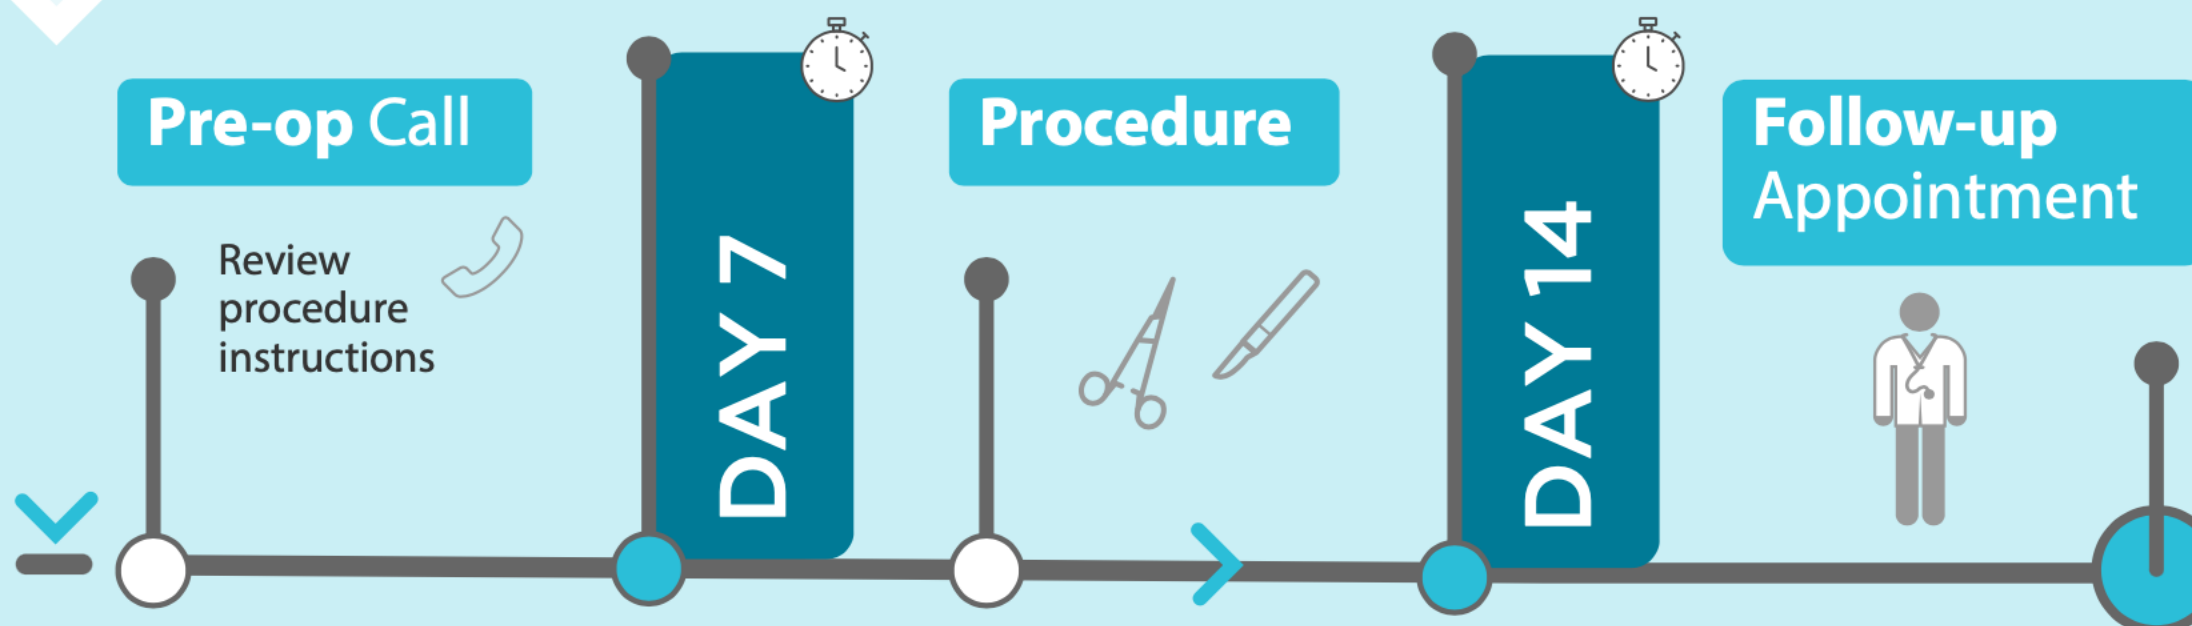 Pre-op Call
Review
procedure
instructions
DAY 7
Procedure
DAY 14
Follow-up
Appointment